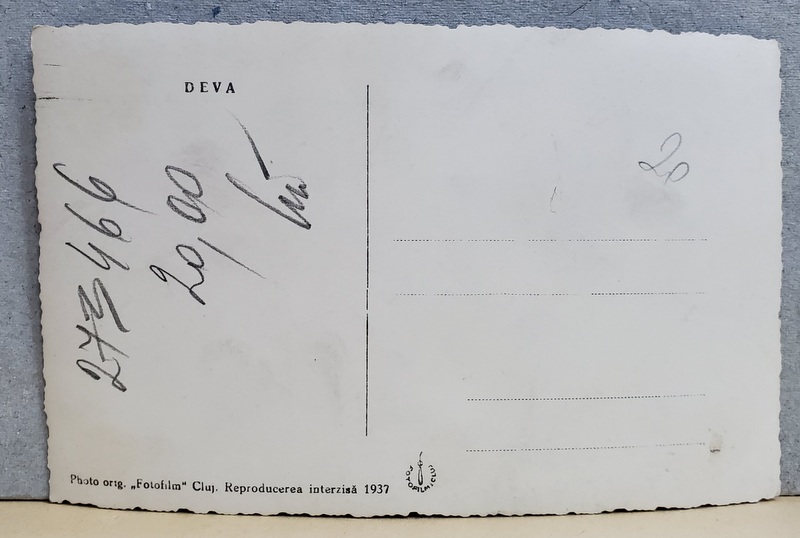 DEVA
273466
20,00
20
Photo orig. „Fotofilm" Cluj. Reproducerea interzisă 1937